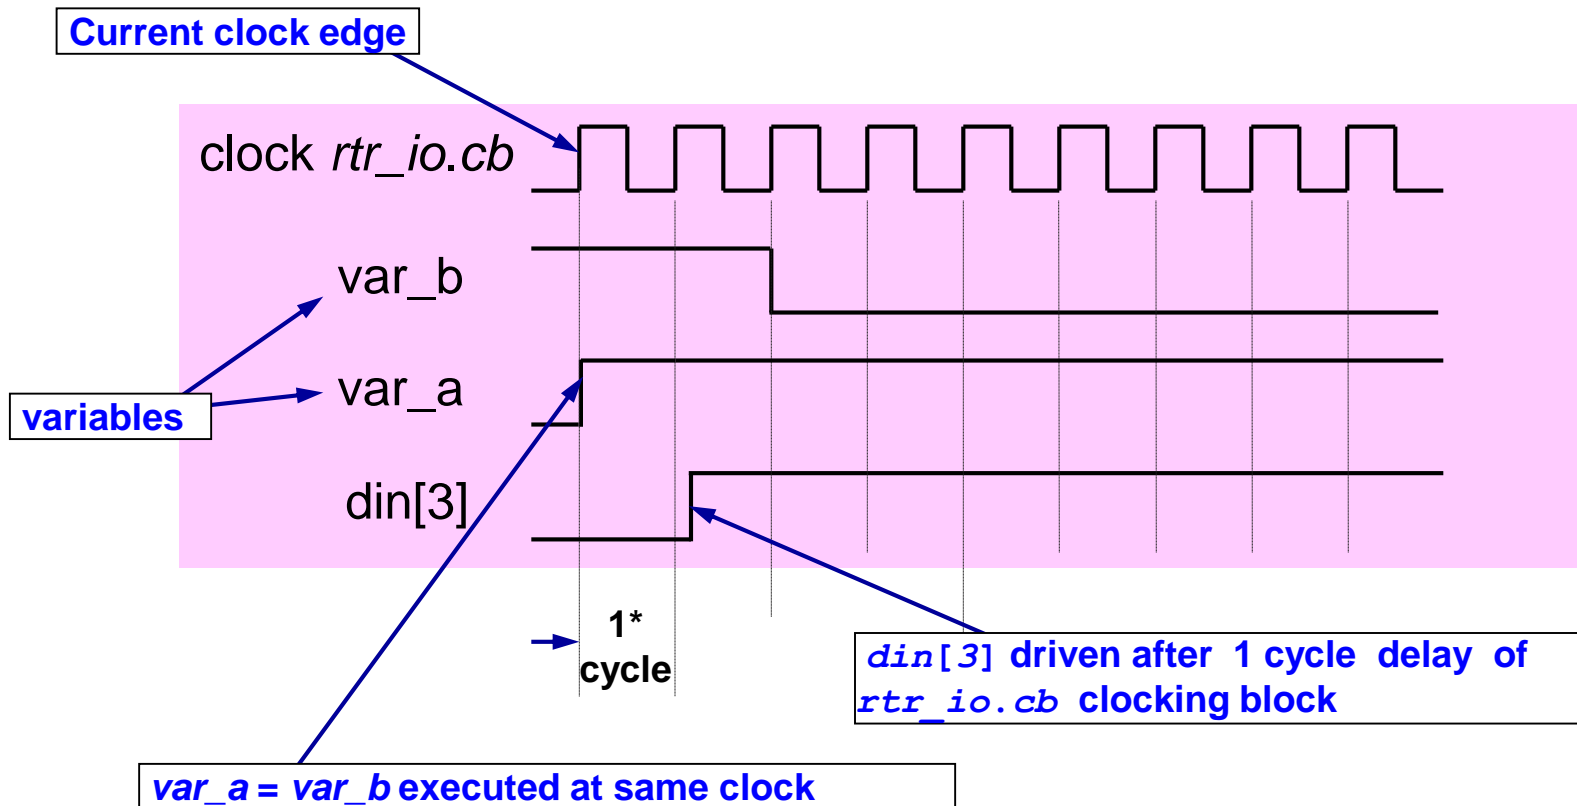 Current clock edge
clock rtr_io.cb
var_b
var_a
variables
din[3]
1*
cycle
din[3] driven after 1 cycle delay of
rtr_io.cb clocking block
var_a = var_b executed at same clock